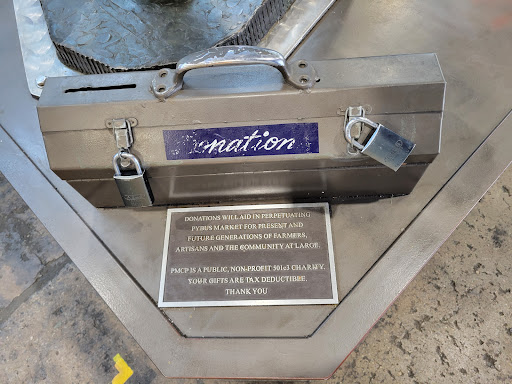 nation
DONATIONS WILL AID IN PERPETUATING
PYBUS MARKET FOR PRESENT AND
FUTURE GENERATIONS OF FARMERS,
ARTISANS AND THE COMMUNITY AT LARGE.
PMCP IS A PUBLIC, NON-PROFIT 501c3 CHARITY.
YOUR GIFTS ARE TAX DEDUCTIBLE.
THANK YOU